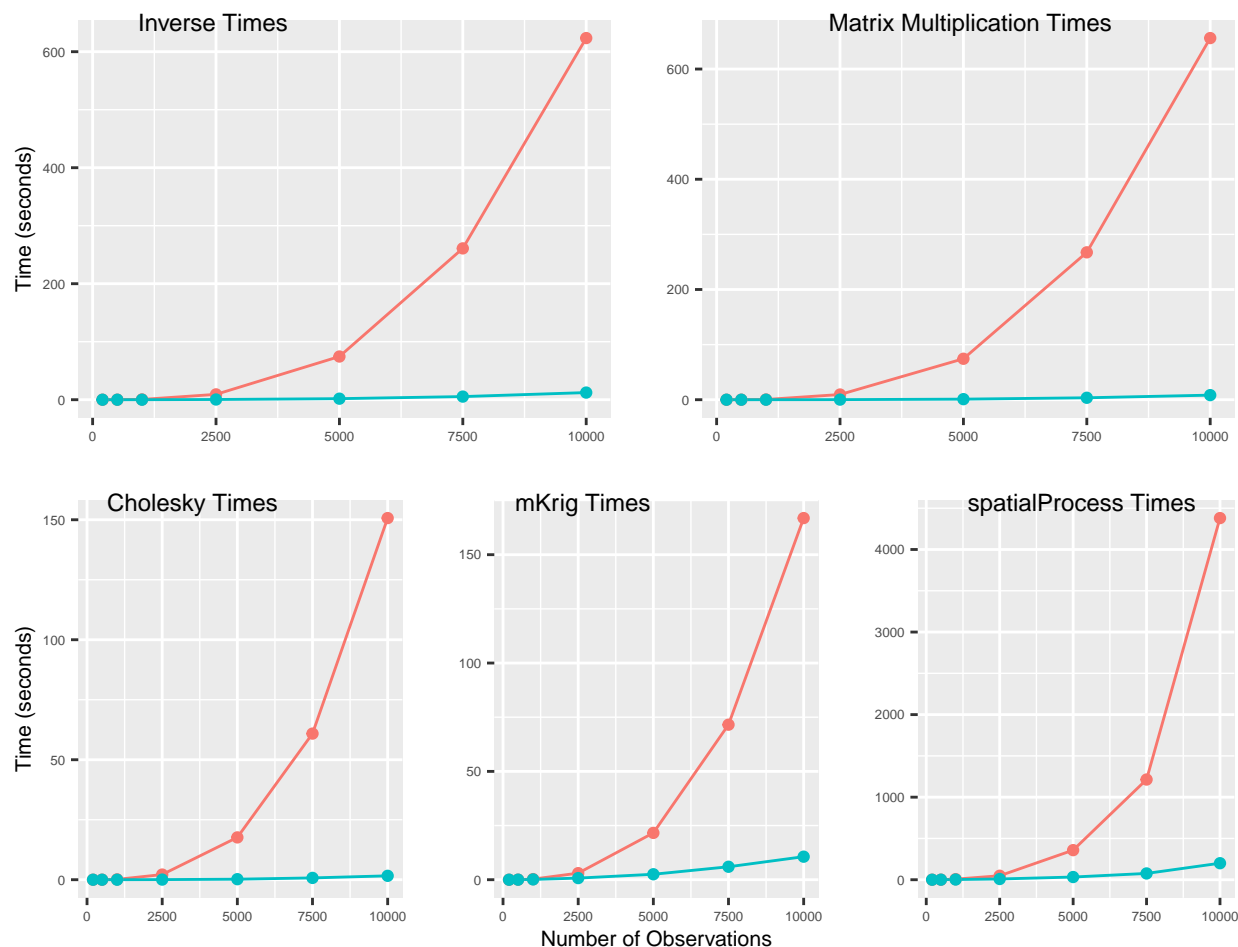 Inverse Times
Matrix Multiplication Times
Time (seconds)
600
400
200
0
0 2500 5000 7500 10000
600
400
200
0
0 2500 5000 7500 10000
Cholesky Times
mKrig Times
spatialProcess Times
Time (seconds)
150
100
50
0
0 2500 5000 7500 10000
150
100
50
0
0 2500 5000 7500 10000
4000
3000
2000
1000
0
0 2500 5000 7500 10000
Number of Observations